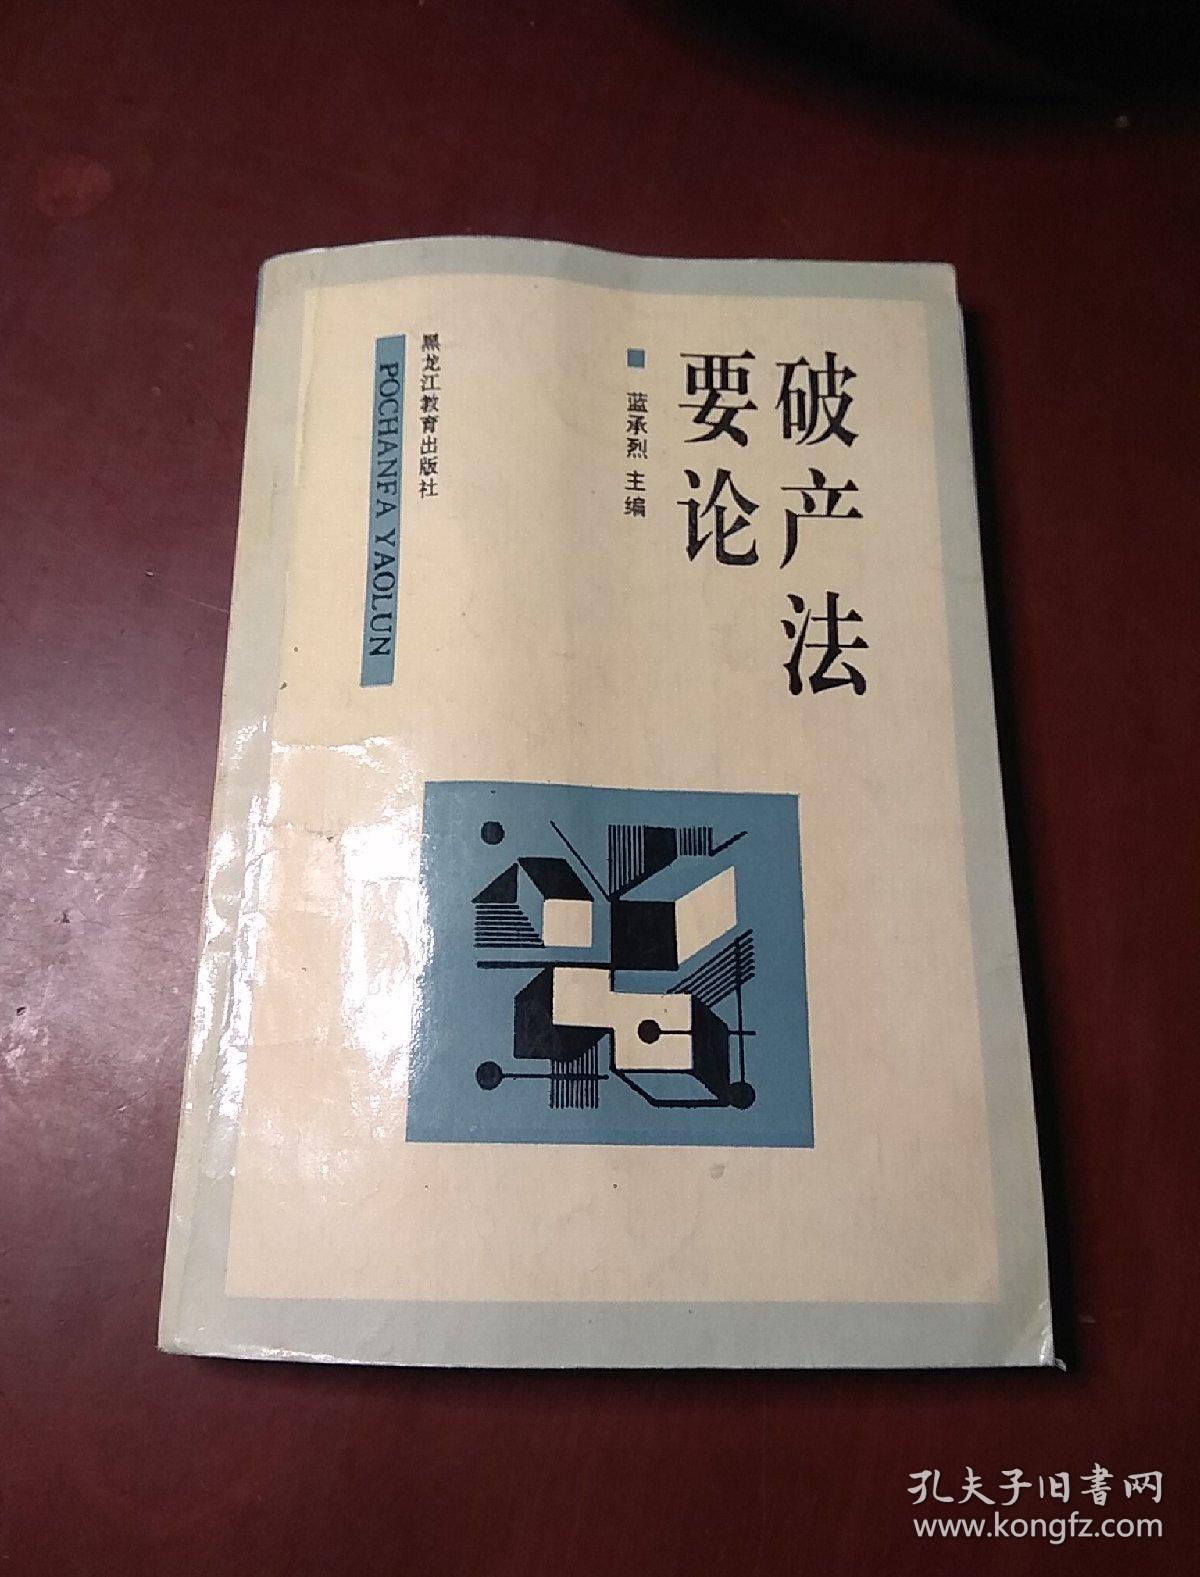 破产法
要论
蓝承烈 主编
黑龙江教育出版社
POCHANFA YAOLUN
孔夫子旧书网
www.kongfz.com